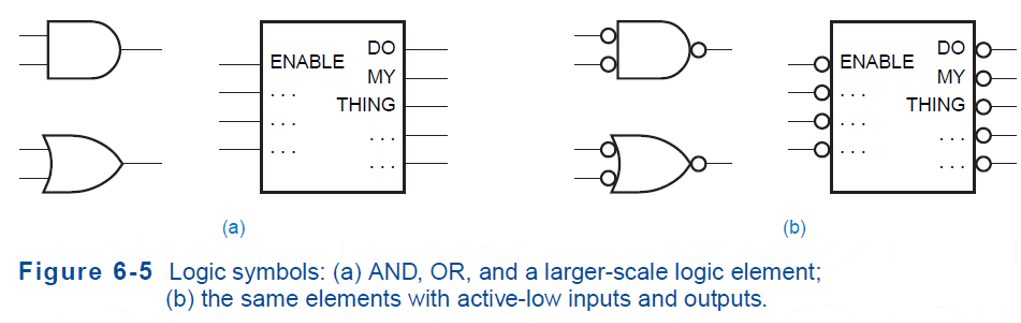 ENABLE
. . .
. . .
. . .
DO
MY
THING
. . .
. . .
ENABLE
. . .
. . .
. . .
DO
MY
THING
. . .
. . .
(a)
(b)
Figure 6-5 Logic symbols: (a) AND, OR, and a larger-scale logic element;
(b) the same elements with active-low inputs and outputs.